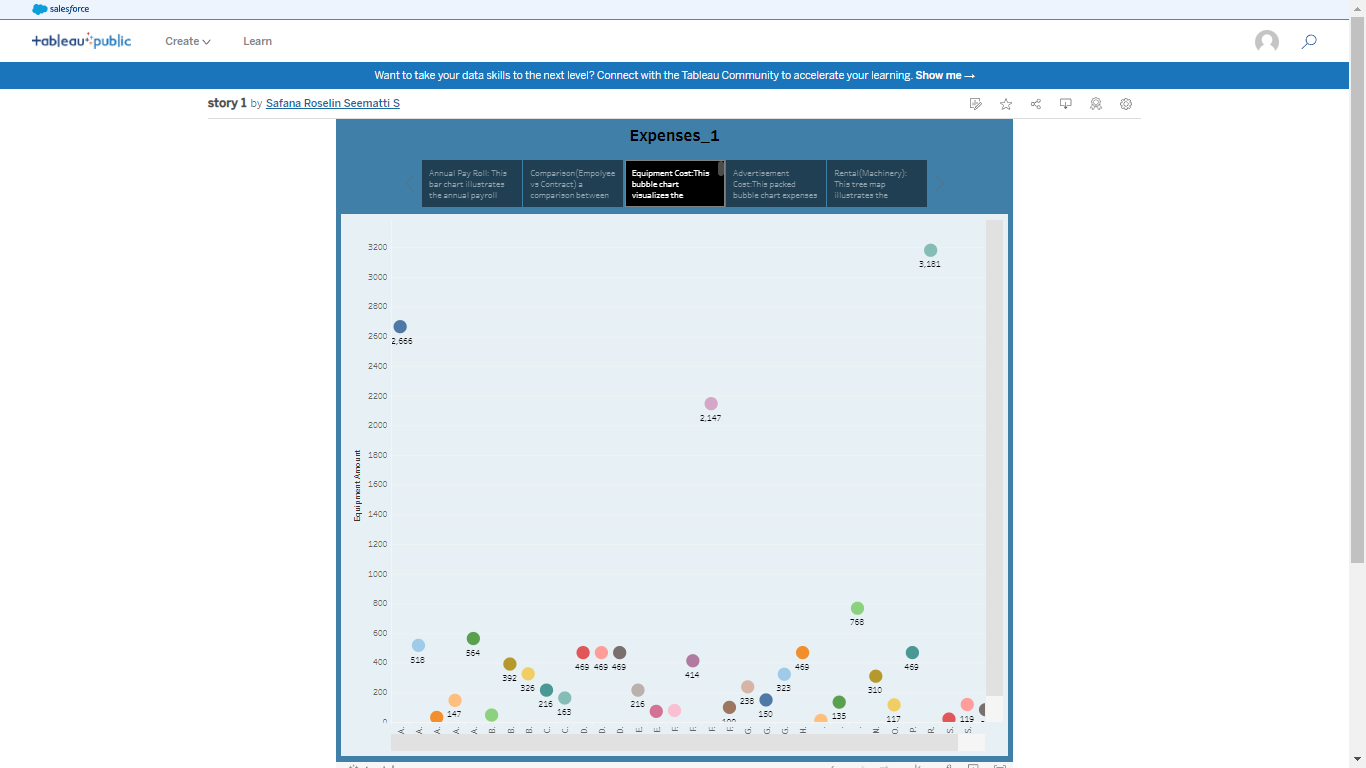 salesforce
+ableau public
Create
Learn
Want to take your data skills to the next level? Connect with the Tableau Community to accelerate your learning. Show me →
story 1 by Safana Roselin Seematti S
Expenses_1
Annual Pay Roll: This
bar chart illustrates
the annual payroll
Comparison(Empolyee
vs Contract) a
comparison between
Equipment Cost:This
bubble chart
visualizes the
Advertisement
Cost:This packed
bubble chart expenses
Rental(Machinery):
This tree map
illustrates the
Equipment Amount
3200
3000
2800
2600
2400
2200
2000
1800
1600
1400
1200
1000
800
600
400
200
0
3,181
2,666
2,147
768
518
147
564
392
326
216
163
469 469 469
216
414
238
150
323
469
135
310
117
469
119
A. A. A. A. A. B. B. B. C. C. D. D. D. E. E. F. F. F. F. G. G. G. H. N. O. P. R. S. S.